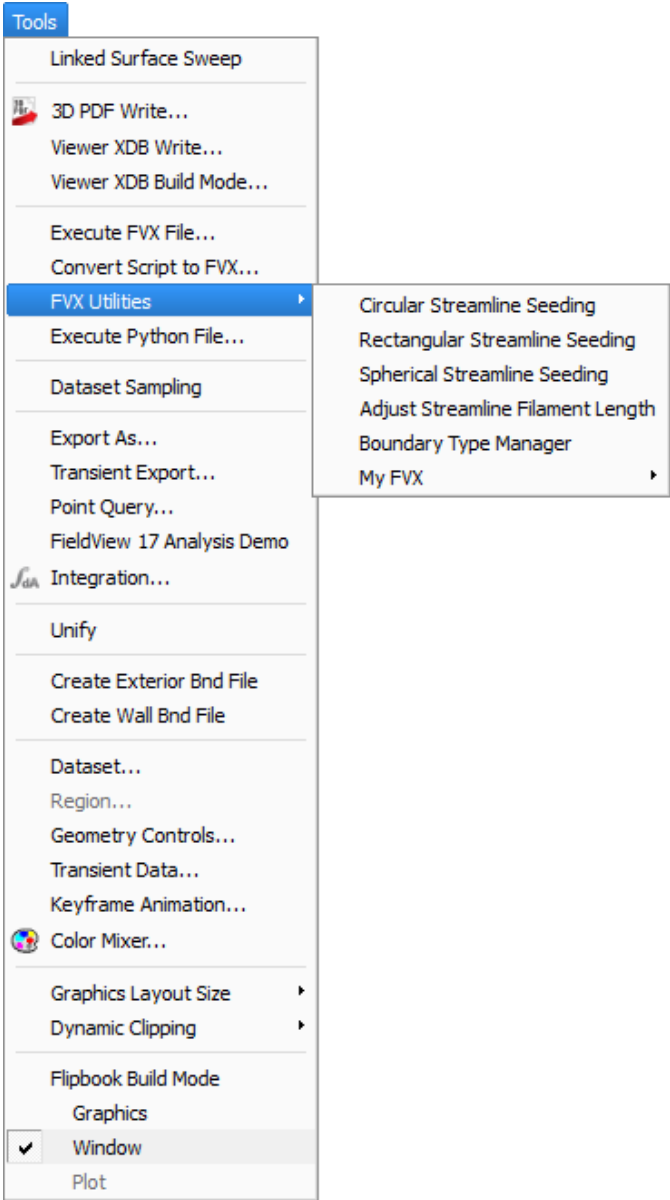 Tools
Linked Surface Sweep
3D PDF Write...
Viewer XDB Write...
Viewer XDB Build Mode...
Execute FVX File...
Convert Script to FVX...
FVX Utilities
Circular Streamline Seeding
Rectangular Streamline Seeding
Spherical Streamline Seeding
Adjust Streamline Filament Length
Boundary Type Manager
My FVX
Execute Python File...
Dataset Sampling
Export As...
Transient Export...
Point Query...
FieldView 17 Analysis Demo
∫dA Integration...
Unify
Create Exterior Bnd File
Create Wall Bnd File
Dataset...
Region...
Geometry Controls...
Transient Data...
Keyframe Animation...
Color Mixer...
Graphics Layout Size
Dynamic Clipping
Flipbook Build Mode
Graphics
Window
Plot